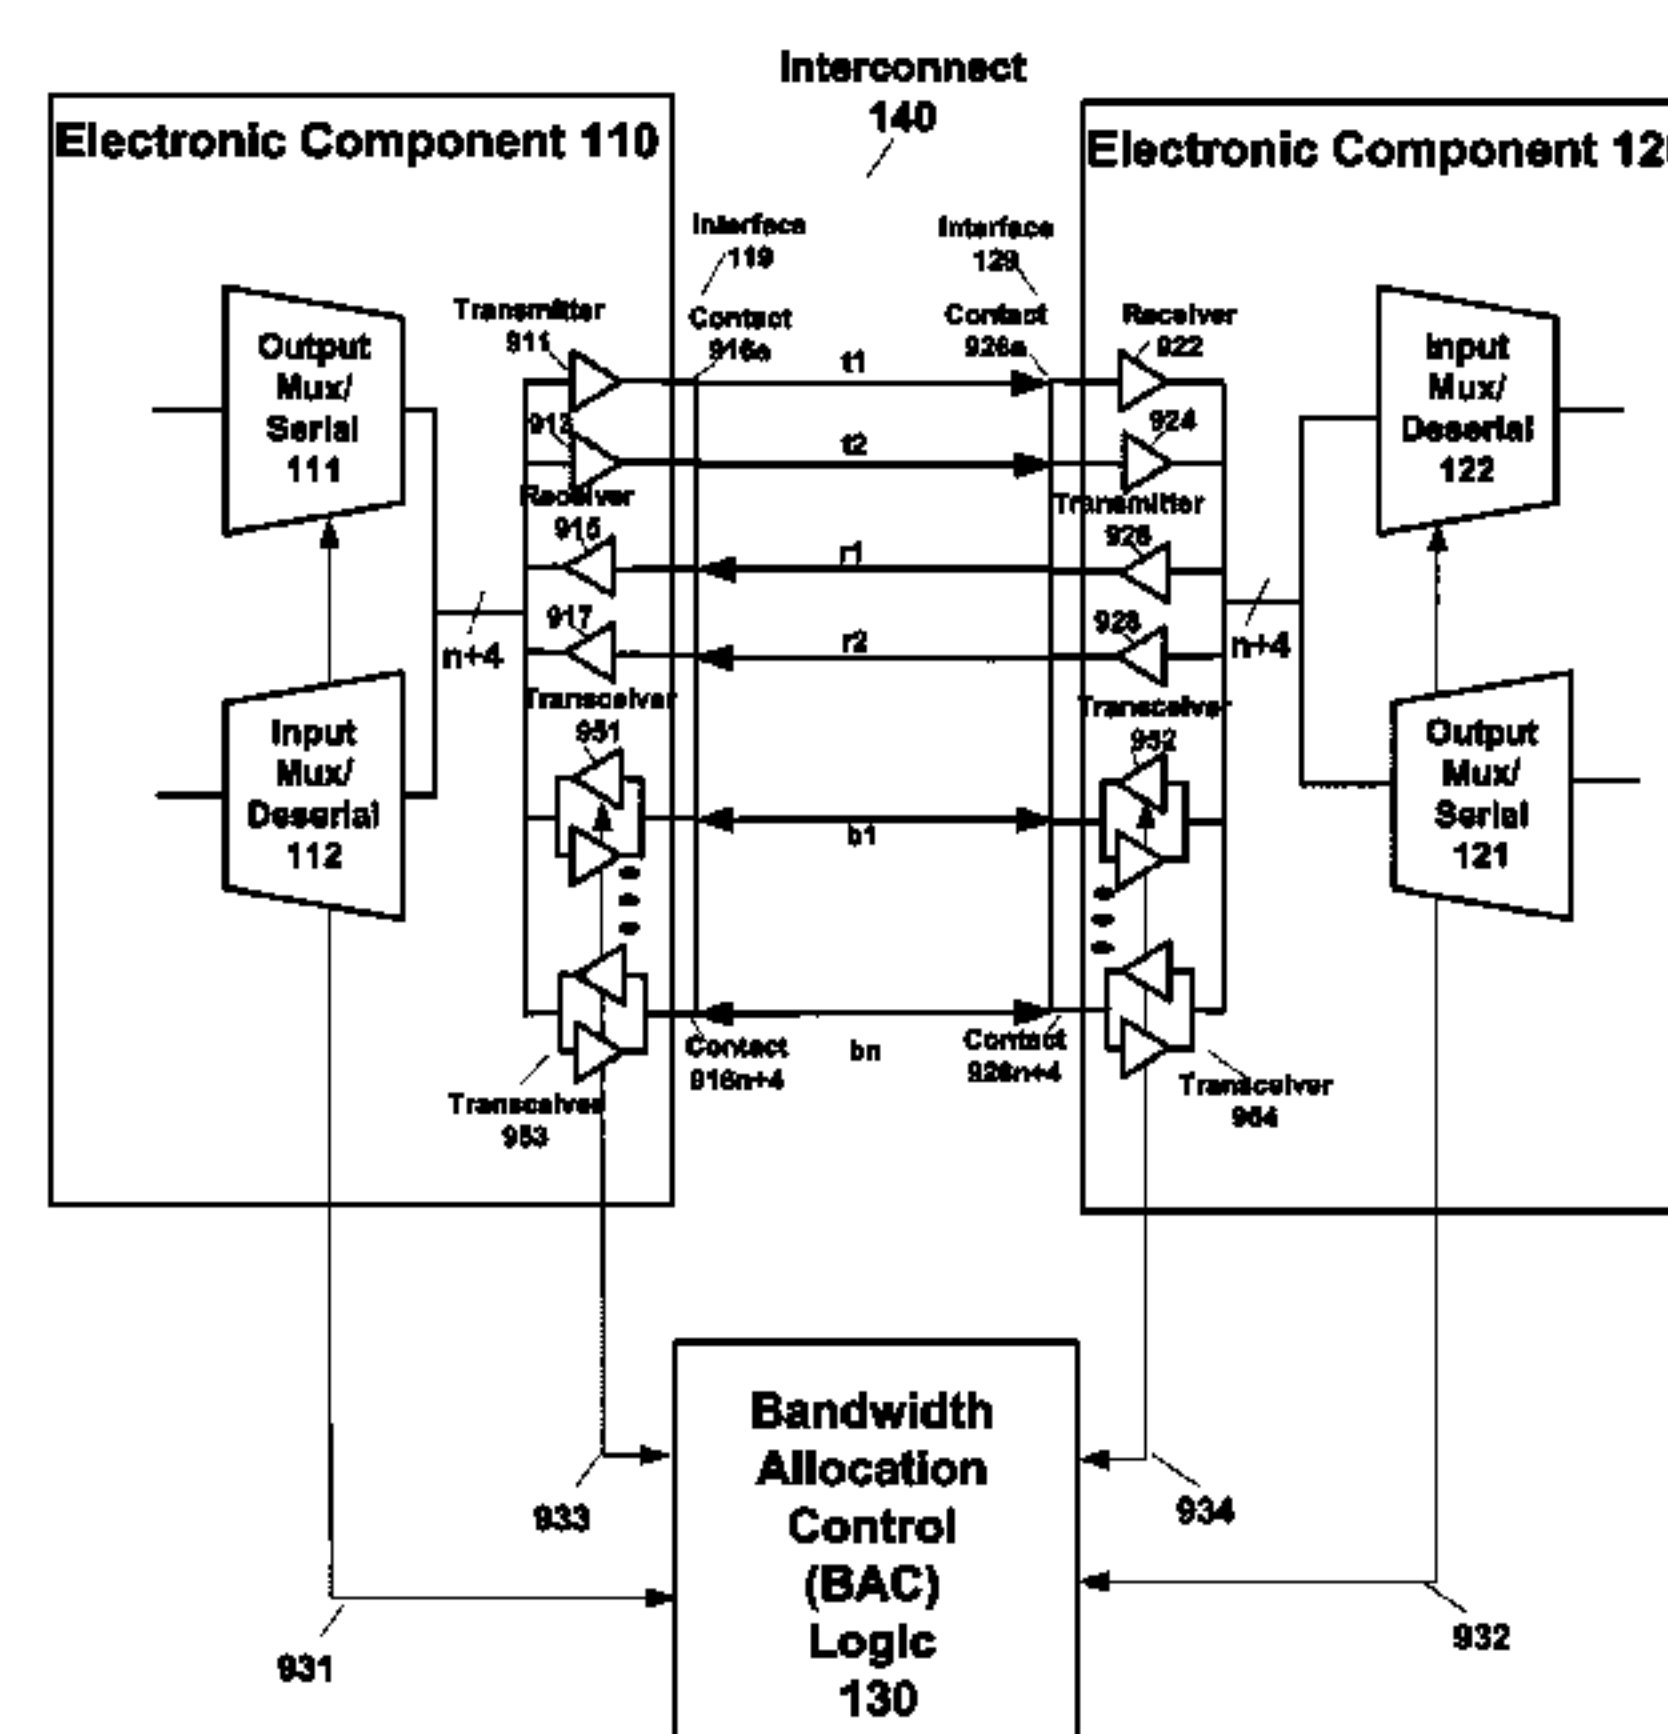 Interconnect
140
Electronic Component 110
Electronic Component 12
Interface
119
Interface
129
Transmitter
911
Contact
916a
Contact
926a
Receiver
922
Output
Mux/
Serial
111
t1
Input
Mux/
Deserial
122
913
t2
924
Receiver
915
Transmitter
926
r1
917
r2
928
n+4
n+4
Transceiver
951
Transceiver
952
Input
Mux/
Deserial
112
b1
Output
Mux/
Serial
121
Contact
916n+4
bn
Contact
926n+4
Transceiver
953
Transceiver
954
Bandwidth
Allocation
Control
(BAC)
Logic
130
933
934
931
932